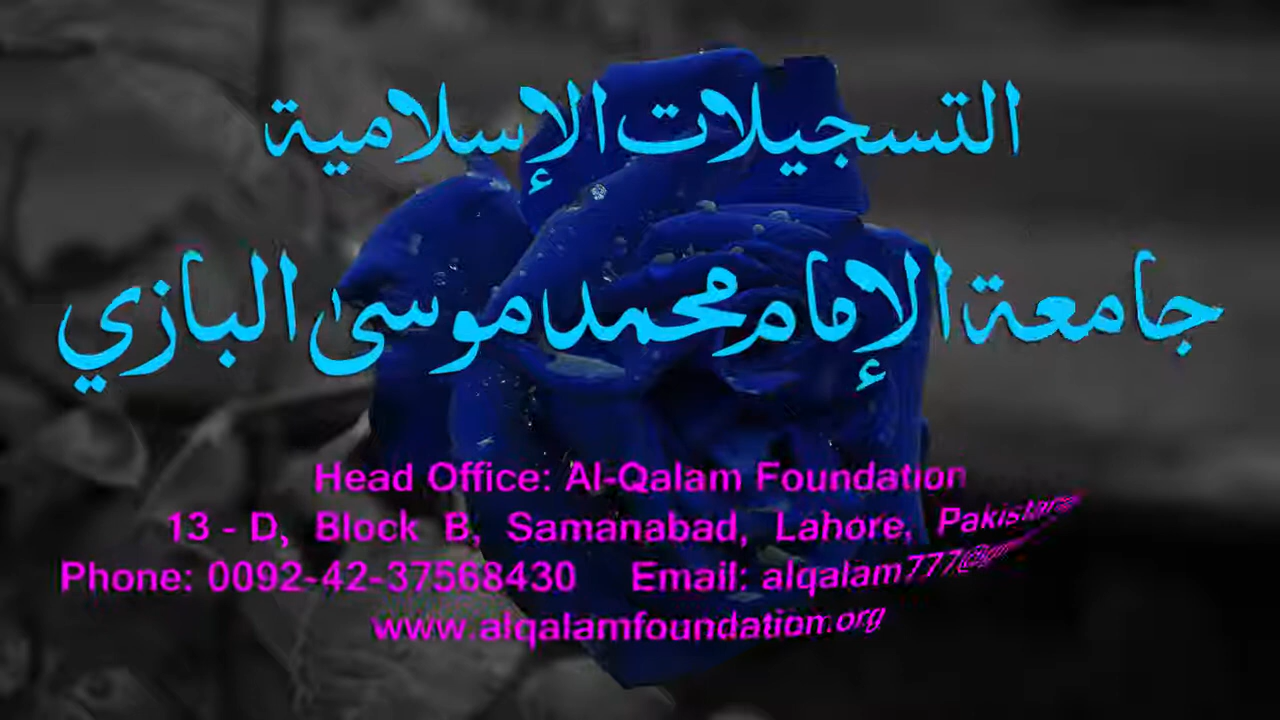 التسجيلات الإسلامية
جامعة الإمام محمد موسى البازي
Head Office: Al-Qalam Foundation
13 - D, Block B, Samanabad, Lahore, Pakistan
Phone: 0092-42-37568430 Email: alqalam777@
www.alqalamfoundation.org